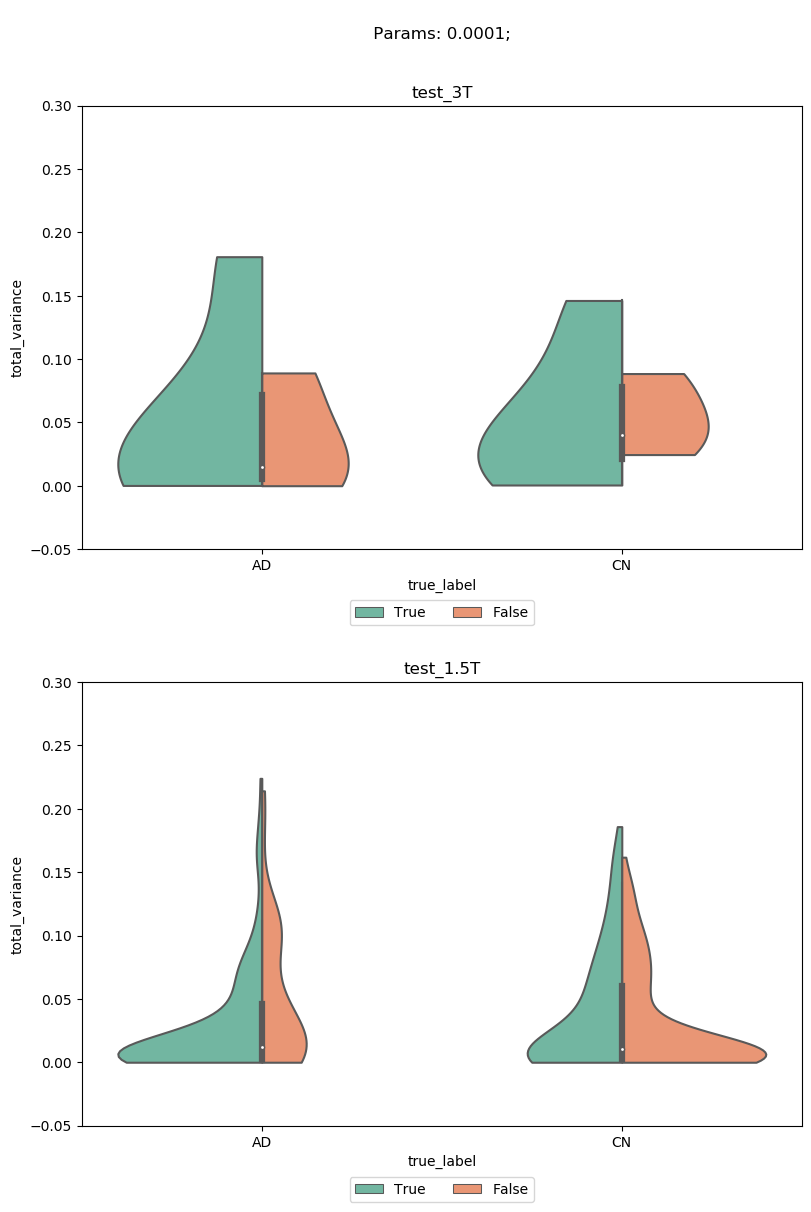 Params: 0.0001;
test_3T
0.30
0.25
0.20
0.15
0.10
0.05
0.00
−0.05
total_variance
AD CN
true_label
True False
test_1.5T
0.30
0.25
0.20
0.15
0.10
0.05
0.00
−0.05
total_variance
AD CN
true_label
True False